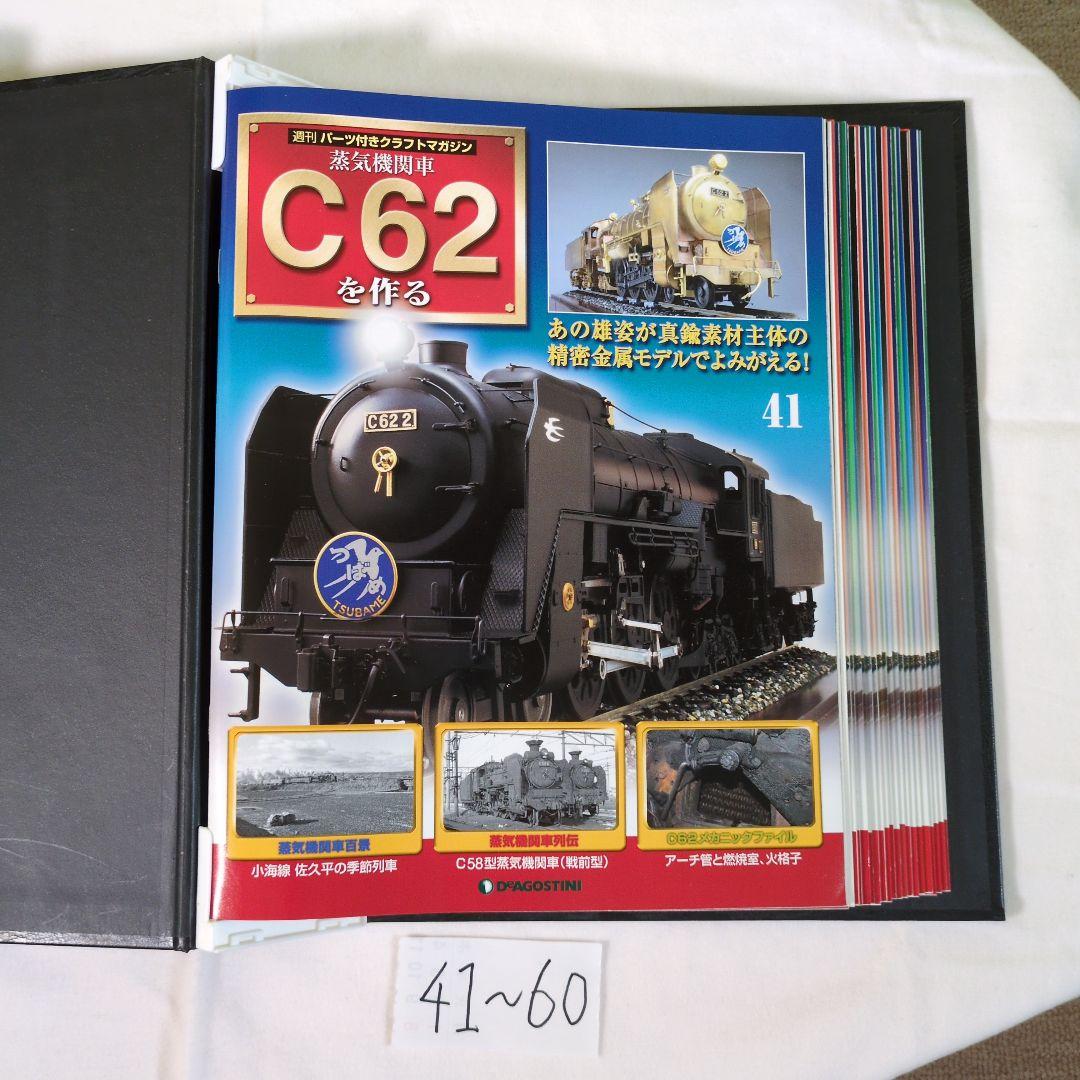 週刊 パーツ付きクラフトマガジン
蒸気機関車
C62
を作る
C62 2
あの雄姿が真鍮素材主体の
精密金属モデルでよみがえる!
41
C62 2
つばめ
TSUBAME
蒸気機関車百景
小海線 佐久平の季節列車
蒸気機関車列伝
C58型蒸気機関車(戦前型)
C62メカニックファイル
アーチ管と燃焼室、火格子
DEAGOSTINI
41~60